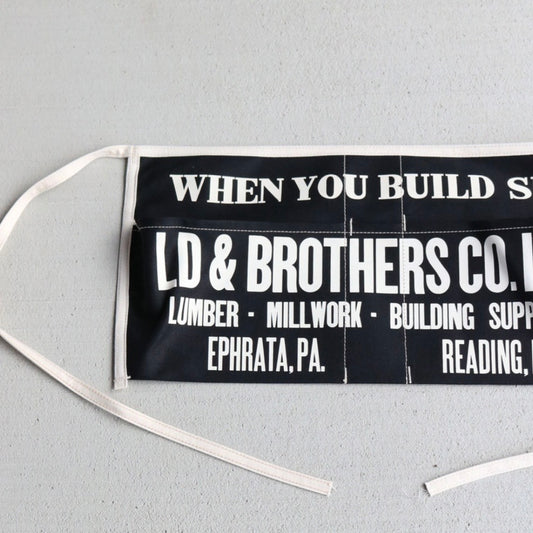 WHEN YOU BUILD
LD & BROTHERS CO.
LUMBER - MILLWORK - BUILDING SUPP
EPHRATA, PA. READING,